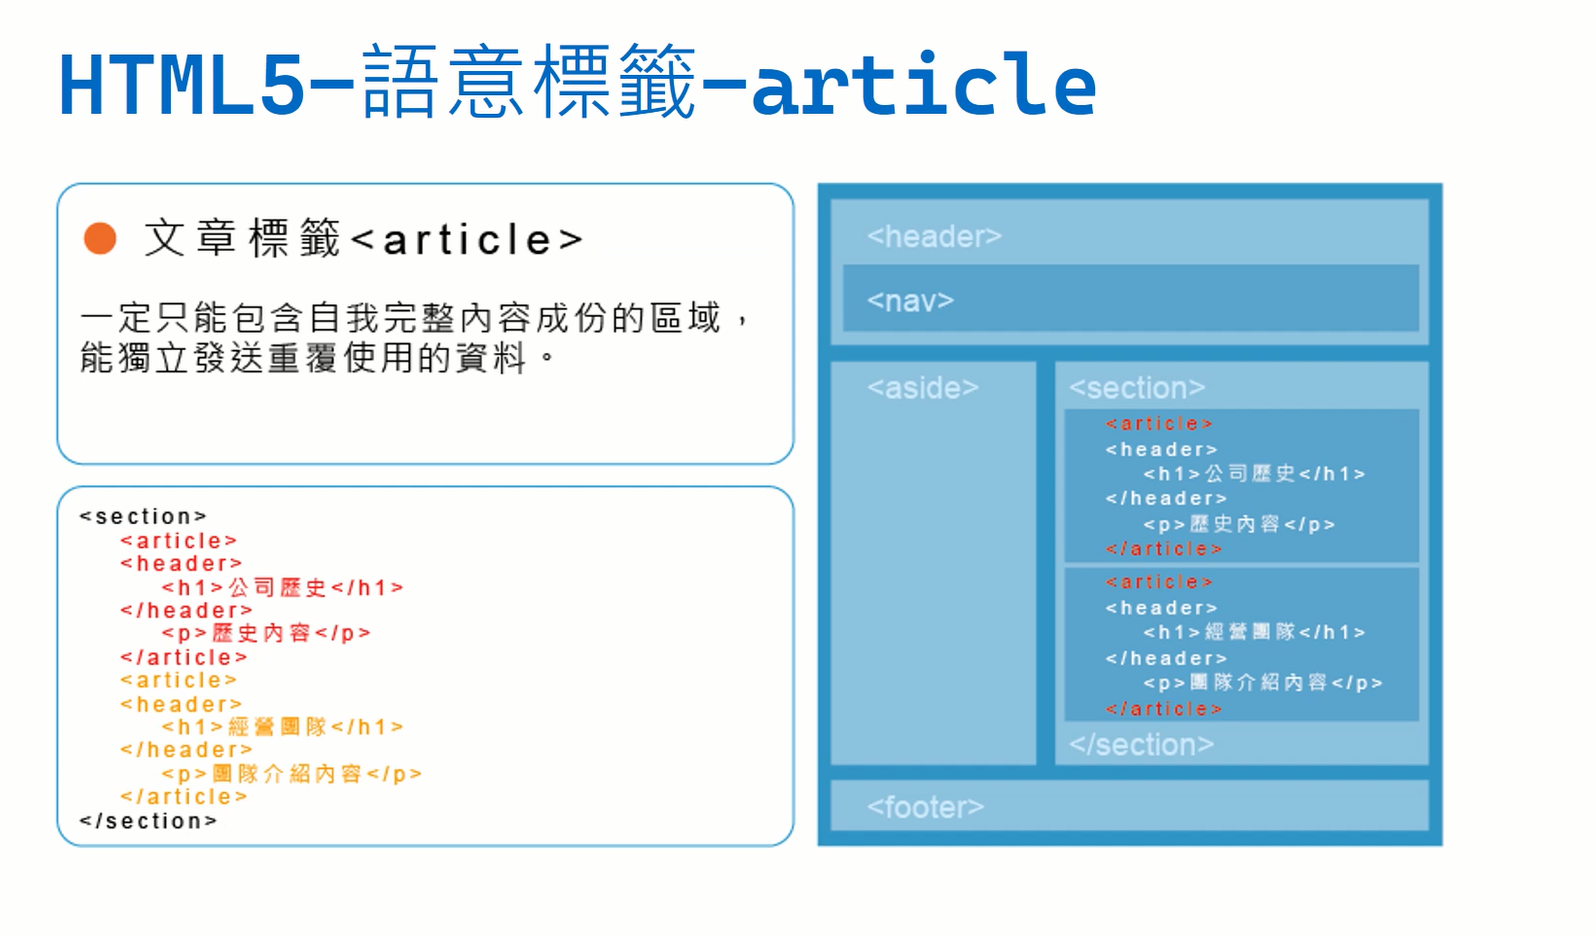 HTML5-語意標籤-article
文章標籤<article>
一定只能包含自我完整內容成份的區域，
能獨立發送重覆使用的資料。
<section>
<article>
<header>
<h1>公司歷史</h1>
</header>
<p>歷史內容</p>
</article>
<article>
<header>
<h1>經營團隊</h1>
</header>
<p>團隊介紹內容</p>
</article>
</section>
<header>
<nav>
<aside>
<section>
<article>
<header>
<h1>公司歷史</h1>
</header>
<p>歷史內容</p>
</article>
<article>
<header>
<h1>經營團隊</h1>
</header>
<p>團隊介紹內容</p>
</article>
</section>
<footer>